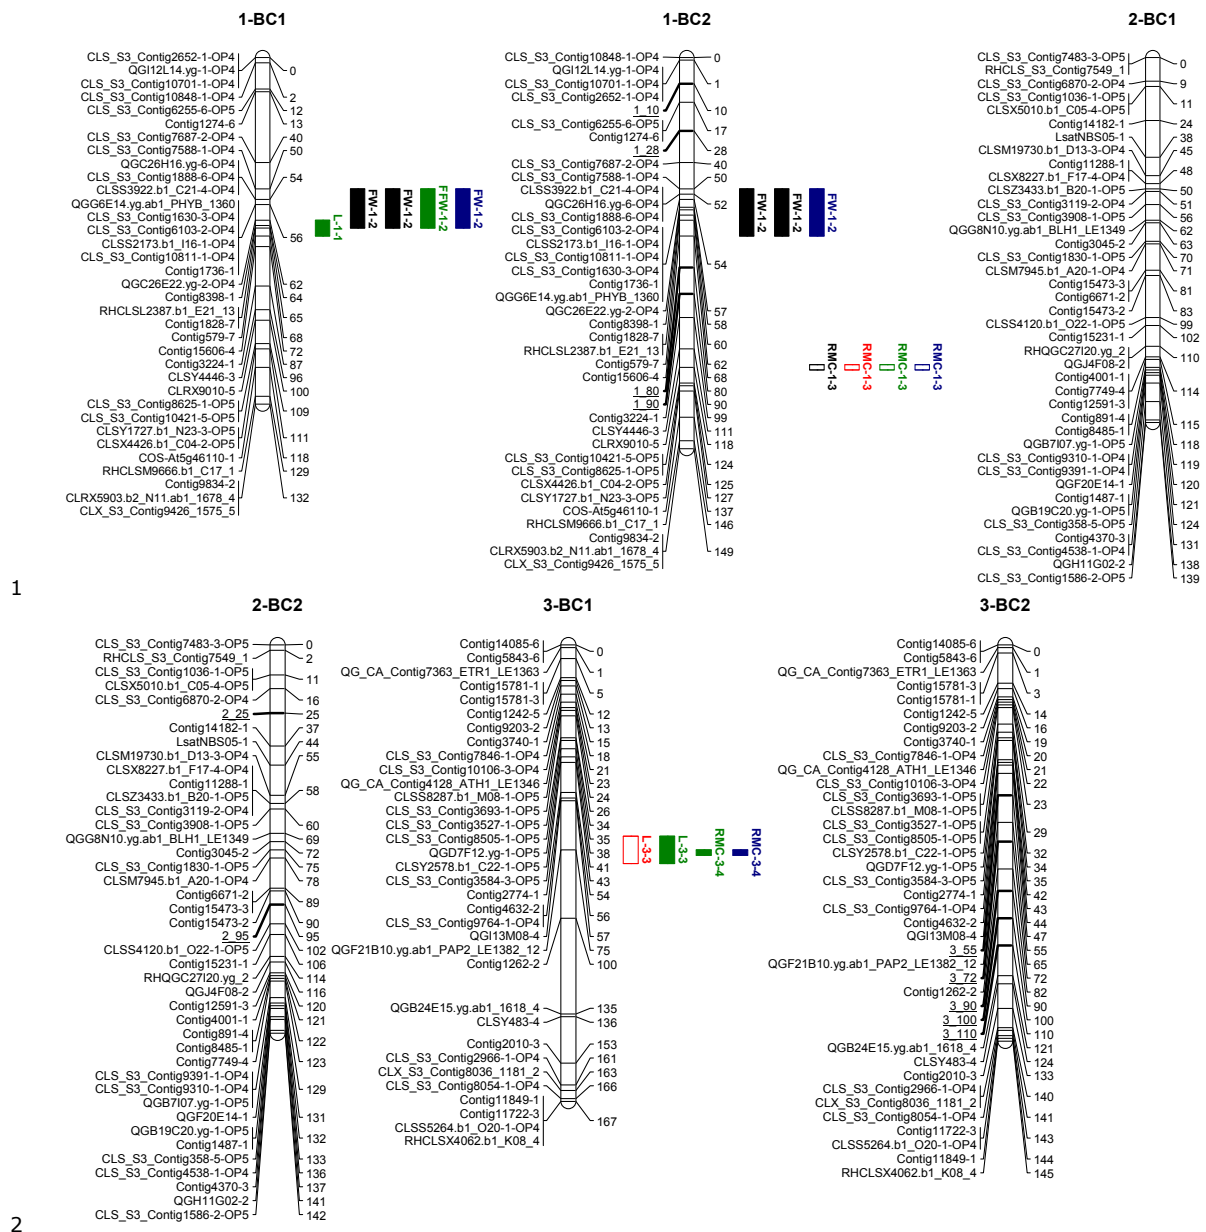 1-BC1
CLS_S3_Contig2652-1-OP4
QGI12L14.yg-1-OP4 0
CLS_S3_Contig10701-1-OP4
CLS_S3_Contig10848-1-OP4 2
CLS_S3_Contig6255-6-OP5 12
Contig1274-6 13
CLS_S3_Contig7687-2-OP4 40
CLS_S3_Contig7588-1-OP4 50
QGC26H16.yg-6-OP4
CLS_S3_Contig1888-6-OP4 54
CLSS3922.b1_C21-4-OP4
QGG6E14.yg.ab1_PHYB_1360
CLS_S3_Contig1630-3-OP4
CLS_S3_Contig6103-2-OP4 56
CLSS2173.b1_I16-1-OP4
CLS_S3_Contig10811-1-OP4
Contig1736-1
QGC26E22.yg-2-OP4 62
Contig8398-1 64
RHCLSL2387.b1_E21_13
Contig1828-7 65
Contig579-7 68
Contig15606-4 72
Contig3224-1 87
CLSY4446-3 96
CLRX9010-5 100
CLS_S3_Contig8625-1-OP5
CLS_S3_Contig10421-5-OP5 109
CLSY1727.b1_N23-3-OP5
CLSX4426.b1_C04-2-OP5 111
COS-At5g46110-1 118
RHCLSM9666.b1_C17_1 129
Contig9834-2
CLRX5903.b2_N11.ab1_1678_4 132
CLX_S3_Contig9426_1575_5
L-1-1
FW-1-2
FW-1-2
FFW-1-2
FW-1-2
1-BC2
CLS_S3_Contig10848-1-OP4 0
QGI12L14.yg-1-OP4
CLS_S3_Contig10701-1-OP4 1
CLS_S3_Contig2652-1-OP4
1_10 10
CLS_S3_Contig6255-6-OP5 17
Contig1274-6
1_28 28
CLS_S3_Contig7687-2-OP4 40
CLS_S3_Contig7588-1-OP4 50
CLSS3922.b1_C21-4-OP4
QGC26H16.yg-6-OP4 52
CLS_S3_Contig1888-6-OP4
CLS_S3_Contig6103-2-OP4
CLSS2173.b1_I16-1-OP4
CLS_S3_Contig10811-1-OP4 54
CLS_S3_Contig1630-3-OP4
Contig1736-1
QGG6E14.yg.ab1_PHYB_1360
QGC26E22.yg-2-OP4 57
Contig8398-1 58
Contig1828-7
RHCLSL2387.b1_E21_13 60
Contig579-7 62
Contig15606-4 68
1_80 80
1_90 90
Contig3224-1 99
CLSY4446-3 111
CLRX9010-5 118
CLS_S3_Contig10421-5-OP5
CLS_S3_Contig8625-1-OP5 124
CLSX4426.b1_C04-2-OP5 125
CLSY1727.b1_N23-3-OP5 127
COS-At5g46110-1 137
RHCLSM9666.b1_C17_1 146
Contig9834-2
CLRX5903.b2_N11.ab1_1678_4 149
CLX_S3_Contig9426_1575_5
FW-1-2
FW-1-2
FW-1-2
RMC-1-3
RMC-1-3
RMC-1-3
RMC-1-3
2-BC1
CLS_S3_Contig7483-3-OP5
RHCLS_S3_Contig7549_1 0
CLS_S3_Contig6870-2-OP4 9
CLS_S3_Contig1036-1-OP5
CLSX5010.b1_C05-4-OP5 11
Contig14182-1 24
LsatNBS05-1 38
CLSM19730.b1_D13-3-OP4 45
Contig11288-1
CLSX8227.b1_F17-4-OP4 48
CLSZ3433.b1_B20-1-OP5 50
CLS_S3_Contig3119-2-OP4 51
CLS_S3_Contig3908-1-OP5 56
QGG8N10.yg.ab1_BLH1_LE1349 62
Contig3045-2 63
CLS_S3_Contig1830-1-OP5 70
CLSM7945.b1_A20-1-OP4 71
Contig15473-3
Contig6671-2 81
Contig15473-2 83
CLSS4120.b1_O22-1-OP5 99
Contig15231-1 102
RHQGC27I20.yg_2
QGJ4F08-2 110
Contig4001-1
Contig7749-4 114
Contig12591-3
Contig891-4
Contig8485-1 115
QGB7I07.yg-1-OP5 118
CLS_S3_Contig9310-1-OP4
CLS_S3_Contig9391-1-OP4 119
QGF20E14-1 120
Contig1487-1
QGB19C20.yg-1-OP5 121
CLS_S3_Contig358-5-OP5 124
Contig4370-3
CLS_S3_Contig4538-1-OP4 131
QGH11G02-2 138
CLS_S3_Contig1586-2-OP5 139
1
2-BC2
CLS_S3_Contig7483-3-OP5 0
RHCLS_S3_Contig7549_1 2
CLS_S3_Contig1036-1-OP5
CLSX5010.b1_C05-4-OP5 11
CLS_S3_Contig6870-2-OP4 16
2_25 25
Contig14182-1 37
LsatNBS05-1 44
CLSM19730.b1_D13-3-OP4 55
CLSX8227.b1_F17-4-OP4
Contig11288-1
CLSZ3433.b1_B20-1-OP5 58
CLS_S3_Contig3119-2-OP4
CLS_S3_Contig3908-1-OP5 60
QGG8N10.yg.ab1_BLH1_LE1349 69
Contig3045-2 72
CLS_S3_Contig1830-1-OP5 75
CLSM7945.b1_A20-1-OP4 78
Contig6671-2
Contig15473-3 89
Contig15473-2 90
2_95 95
CLSS4120.b1_O22-1-OP5 102
Contig15231-1 106
RHQGC27I20.yg_2 114
QGJ4F08-2 116
Contig12591-3 120
Contig4001-1 121
Contig891-4
Contig8485-1 122
Contig7749-4 123
CLS_S3_Contig9391-1-OP4
CLS_S3_Contig9310-1-OP4 129
QGB7I07.yg-1-OP5
QGF20E14-1 131
QGB19C20.yg-1-OP5
Contig1487-1 132
CLS_S3_Contig358-5-OP5 133
CLS_S3_Contig4538-1-OP4 136
Contig4370-3 137
QGH11G02-2 141
CLS_S3_Contig1586-2-OP5 142
3-BC1
Contig14085-6
Contig5843-6 0
QG_CA_Contig7363_ETR1_LE1363 1
Contig15781-1
Contig15781-3 5
Contig1242-5 12
Contig9203-2 13
Contig3740-1 15
CLS_S3_Contig7846-1-OP4 18
CLS_S3_Contig10106-3-OP4 21
QG_CA_Contig4128_ATH1_LE1346 23
CLSS8287.b1_M08-1-OP5 24
CLS_S3_Contig3693-1-OP5 26
CLS_S3_Contig3527-1-OP5 34
CLS_S3_Contig8505-1-OP5 35
QGD7F12.yg-1-OP5 38
CLSY2578.b1_C22-1-OP5 41
CLS_S3_Contig3584-3-OP5 43
Contig2774-1 54
Contig4632-2
CLS_S3_Contig9764-1-OP4 56
QGI13M08-4 57
QGF21B10.yg.ab1_PAP2_LE1382_12 75
Contig1262-2 100
QGB24E15.yg.ab1_1618_4 135
CLSY483-4 136
Contig2010-3 153
CLS_S3_Contig2966-1-OP4 161
CLX_S3_Contig8036_1181_2 163
CLS_S3_Contig8054-1-OP4 166
Contig11849-1
Contig11722-3
CLSS5264.b1_O20-1-OP4 167
RHCLSX4062.b1_K08_4
L-3-3
L-3-3
RMC-3-4
RMC-3-4
3-BC2
Contig14085-6
Contig5843-6 0
QG_CA_Contig7363_ETR1_LE1363 1
Contig15781-3
Contig15781-1 3
Contig1242-5 14
Contig9203-2 16
Contig3740-1 19
CLS_S3_Contig7846-1-OP4 20
QG_CA_Contig4128_ATH1_LE1346 21
CLS_S3_Contig10106-3-OP4 22
CLS_S3_Contig3693-1-OP5
CLSS8287.b1_M08-1-OP5 23
CLS_S3_Contig3527-1-OP5
CLS_S3_Contig8505-1-OP5 29
CLSY2578.b1_C22-1-OP5 32
QGD7F12.yg-1-OP5 34
CLS_S3_Contig3584-3-OP5 35
Contig2774-1 42
CLS_S3_Contig9764-1-OP4 43
Contig4632-2 44
QGI13M08-4 47
3_55 55
QGF21B10.yg.ab1_PAP2_LE1382_12 65
3_72 72
Contig1262-2 82
3_90 90
3_100 100
3_110 110
QGB24E15.yg.ab1_1618_4 121
CLSY483-4 124
Contig2010-3 133
CLS_S3_Contig2966-1-OP4
CLX_S3_Contig8036_1181_2 140
CLS_S3_Contig8054-1-OP4 141
Contig11722-3
CLSS5264.b1_O20-1-OP4 143
Contig11849-1 144
RHCLSX4062.b1_K08_4 145
2